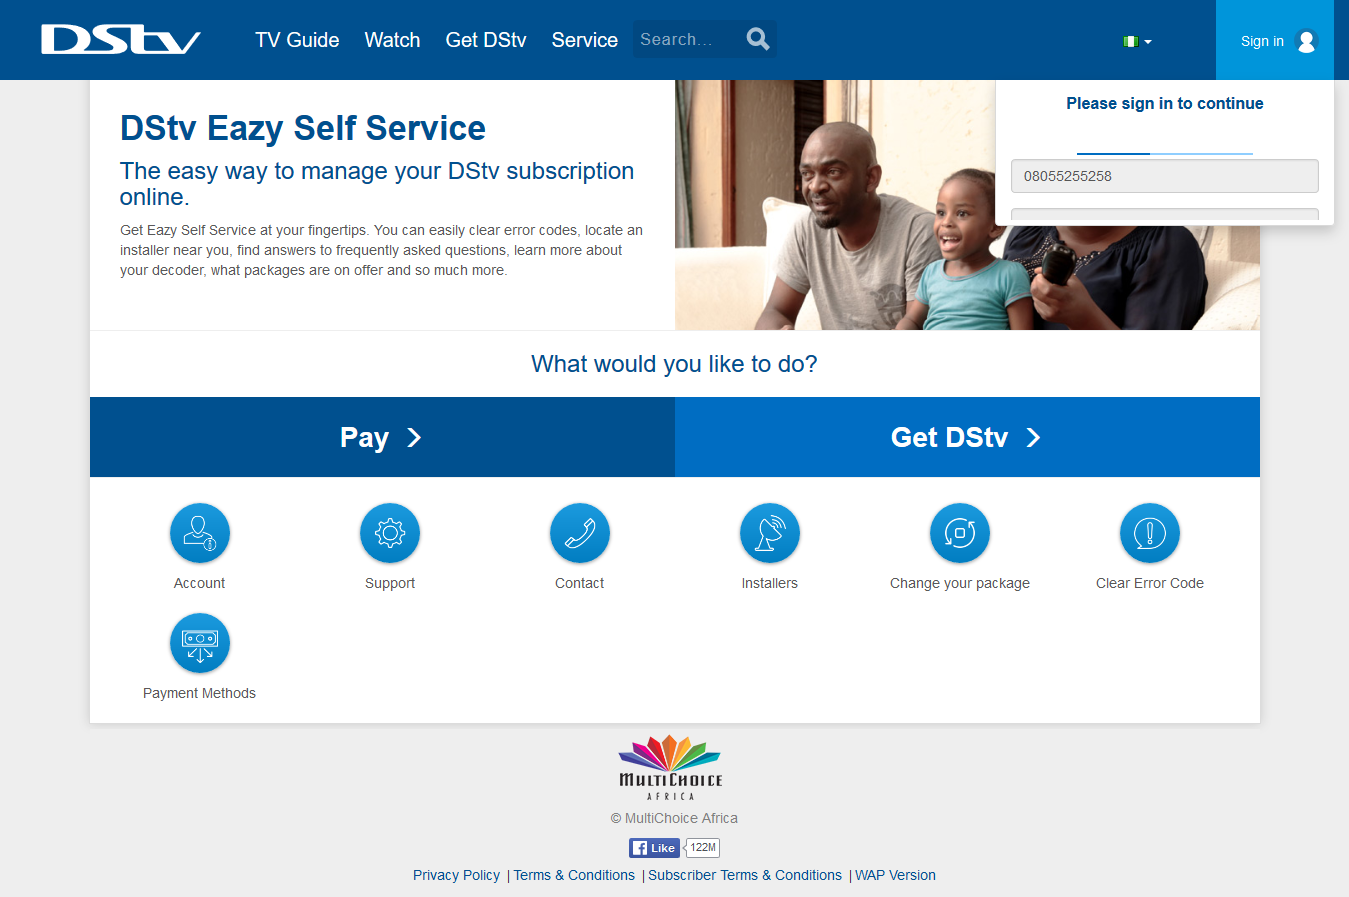 DStv
TV Guide
Watch
Get DStv
Service
Search...
Sign in
Please sign in to continue
08055255258
DStv Eazy Self Service
The easy way to manage your DStv subscription
online.
Get Eazy Self Service at your fingertips. You can easily clear error codes, locate an
installer near you, find answers to frequently asked questions, learn more about
your decoder, what packages are on offer and so much more.
What would you like to do?
Pay
Get DStv
Account
Support
Contact
Installers
Change your package
Clear Error Code
Payment Methods
MULTICHOICE
AFRICA
© MultiChoice Africa
Like
122M
Privacy Policy | Terms & Conditions | Subscriber Terms & Conditions | WAP Version